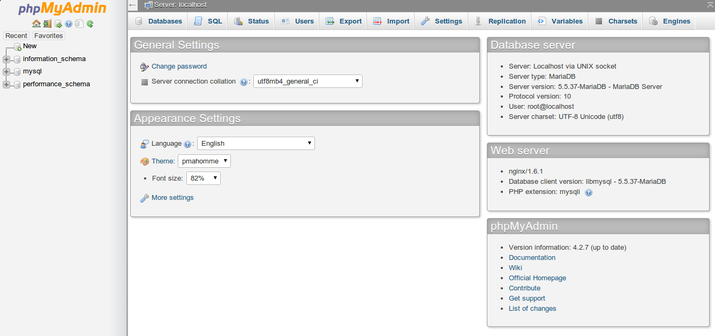 phpMyAdmin
Recent Favorites
New
information_schema
mysql
performance_schema
Server: localhost
Databases SQL Status Users Export Import Settings Replication Variables Charsets Engines
General Settings
Change password
Server connection collation : utf8mb4_general_ci
Appearance Settings
Language : English
Theme: pmahomme
Font size: 82%
More settings
Database server
Server: Localhost via UNIX socket
Server type: MariaDB
Server version: 5.5.37-MariaDB - MariaDB Server
Protocol version: 10
User: root@localhost
Server charset: UTF-8 Unicode (utf8)
Web server
nginx/1.6.1
Database client version: libmysql - 5.5.37-MariaDB
PHP extension: mysqli
phpMyAdmin
Version information: 4.2.7 (up to date)
Documentation
Wiki
Official Homepage
Contribute
Get support
List of changes